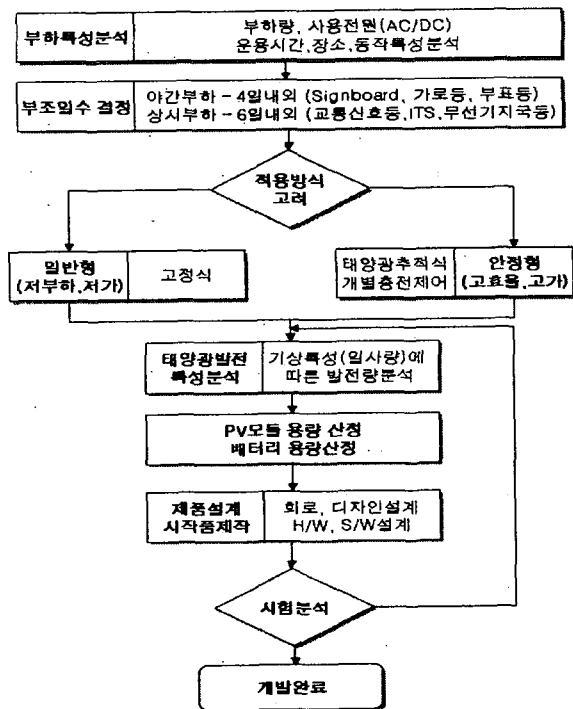 부하특성분석
부하량, 사용전원(AC/DC)
운용시간,장소,동작특성분석
부조일수 결정
야간부하 - 4일내외 (Signboard, 가로등, 부표등)
상시부하 - 6일내외 (교통신호등,ITS,무선기지국등)
적용방식
고려
일반형
(저부하,저가)
고정식
태양광추적식
개별충전제어
안정형
(고효율,고가)
태양광발전
특성분석
기상특성(일사량)에
따른 발전량분석
PV모듈 용량 산정
배터리 용량산정
제품설계
시작품제작
회로, 디자인설계
H/W, S/W설계
시험분석
개발완료